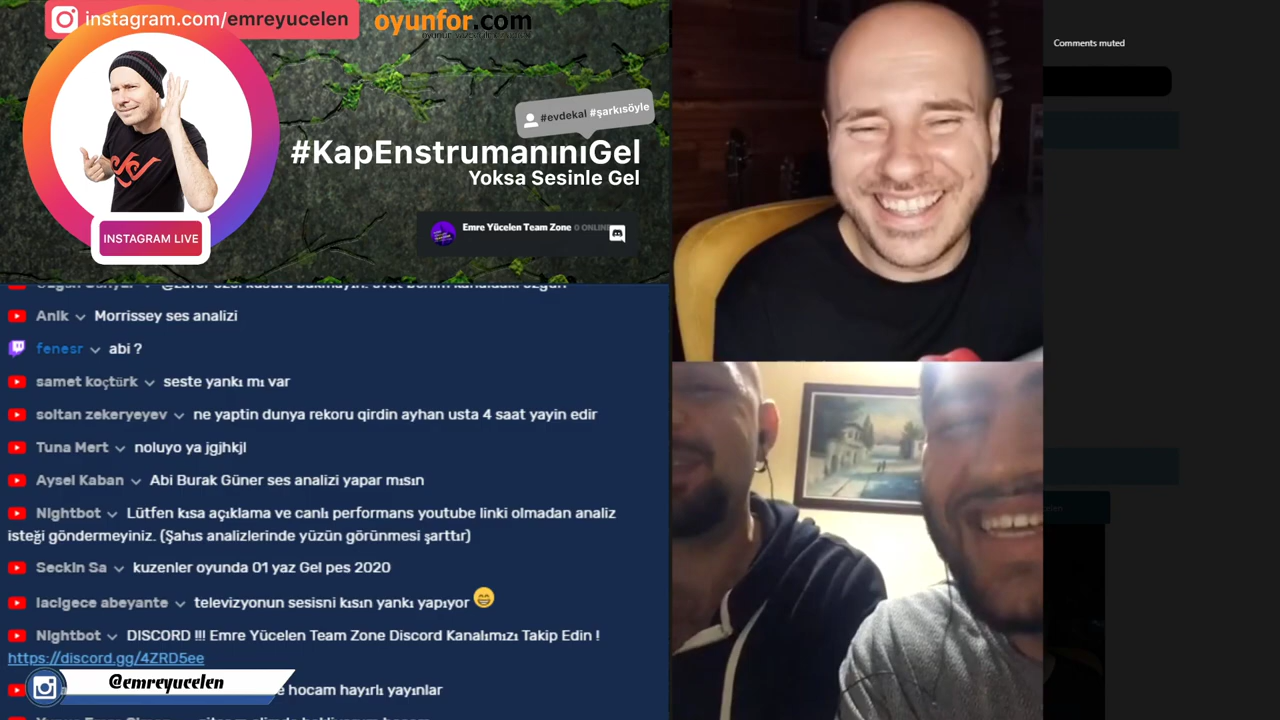 instagram.com/emreyucelen
oyunfor.com
Comments muted
#evdekal #şarkısöyle
#KapEnstrumanınıGel
Yoksa Sesinle Gel
Emre Yücelen Team Zone 0 ONLINE
INSTAGRAM LIVE
Anlk Morrissey ses analizi
fenesr abi ?
samet koçtürk seste yankı mı var
soltan zekeryeyev ne yaptin dunya rekoru qirdin ayhan usta 4 saat yayin edir
Tuna Mert noluyo ya jgjhkjl
Aysel Kaban Abi Burak Güner ses analizi yapar mısın
Nightbot Lütfen kısa açıklama ve canlı performans youtube linki olmadan analiz
isteği göndermeyiniz. (Şahıs analizlerinde yüzün görünmesi şarttır)
Seckin Sa kuzenler oyunda 01 yaz Gel pes 2020
laclgece abeyante televizyonun sesisni kısın yankı yapıyor
Nightbot DISCORD !!! Emre Yücelen Team Zone Discord Kanalımızı Takip Edin !
https://discord.gg/4ZRD5ee
@emreyucelen
hocam hayırlı yayınlar